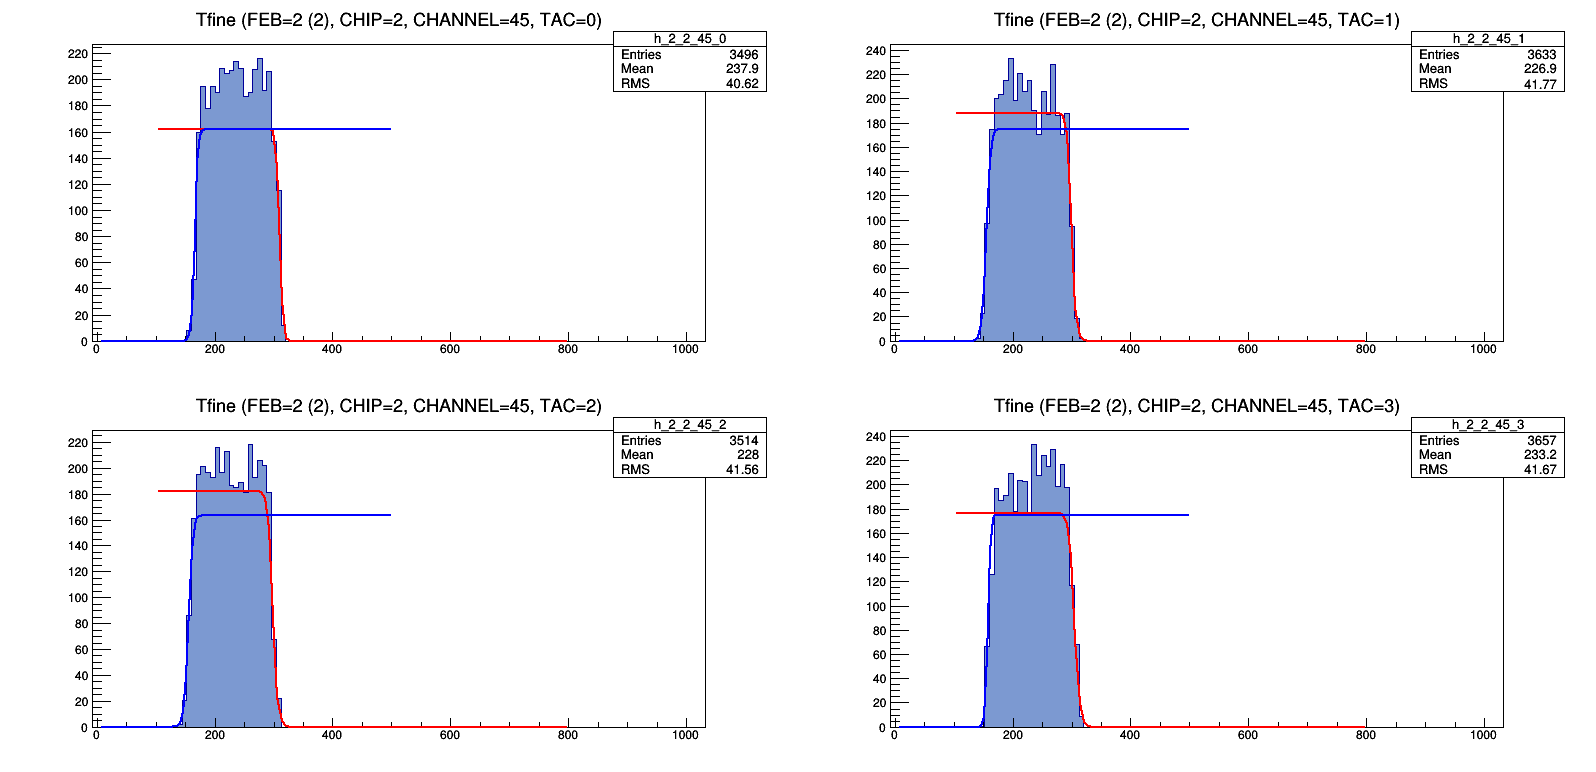 Tfine (FEB=2 (2), CHIP=2, CHANNEL=45, TAC=0)
h_2_2_45_0
Entries 3496
Mean 237.9
RMS 40.62
220
200
180
160
140
120
100
80
60
40
20
0
0 200 400 600 800 1000
Tfine (FEB=2 (2), CHIP=2, CHANNEL=45, TAC=1)
h_2_2_45_1
Entries 3633
Mean 226.9
RMS 41.77
240
220
200
180
160
140
120
100
80
60
40
20
0
0 200 400 600 800 1000
Tfine (FEB=2 (2), CHIP=2, CHANNEL=45, TAC=2)
h_2_2_45_2
Entries 3514
Mean 228
RMS 41.56
220
200
180
160
140
120
100
80
60
40
20
0
0 200 400 600 800 1000
Tfine (FEB=2 (2), CHIP=2, CHANNEL=45, TAC=3)
h_2_2_45_3
Entries 3657
Mean 233.2
RMS 41.67
240
220
200
180
160
140
120
100
80
60
40
20
0
0 200 400 600 800 1000